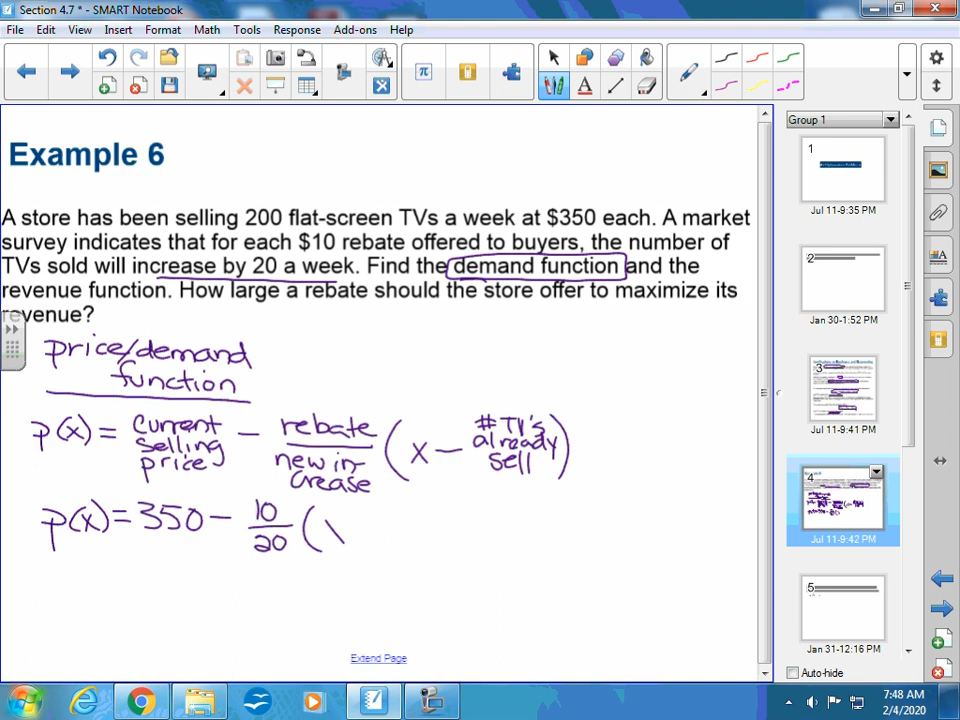 Section 4.7 * - SMART Notebook
File Edit View Insert Format Math Tools Response Add-ons Help
Example 6
A store has been selling 200 flat-screen TVs a week at $350 each. A market
survey indicates that for each $10 rebate offered to buyers, the number of
TVs sold will increase by 20 a week. Find the demand function and the
revenue function. How large a rebate should the store offer to maximize its
revenue?
price/demand
function
p(x) = current selling price - rebate / new increase (x - # TV's already sell)
p(x) = 350 - 10/20 (
Extend Page
Group 1
1
Jul 11-9:35 PM
2
Jan 30-1:52 PM
3
Jul 11-9:41 PM
4
Jul 11-9:42 PM
5
Jan 31-12:16 PM
Auto-hide
7:48 AM
2/4/2020